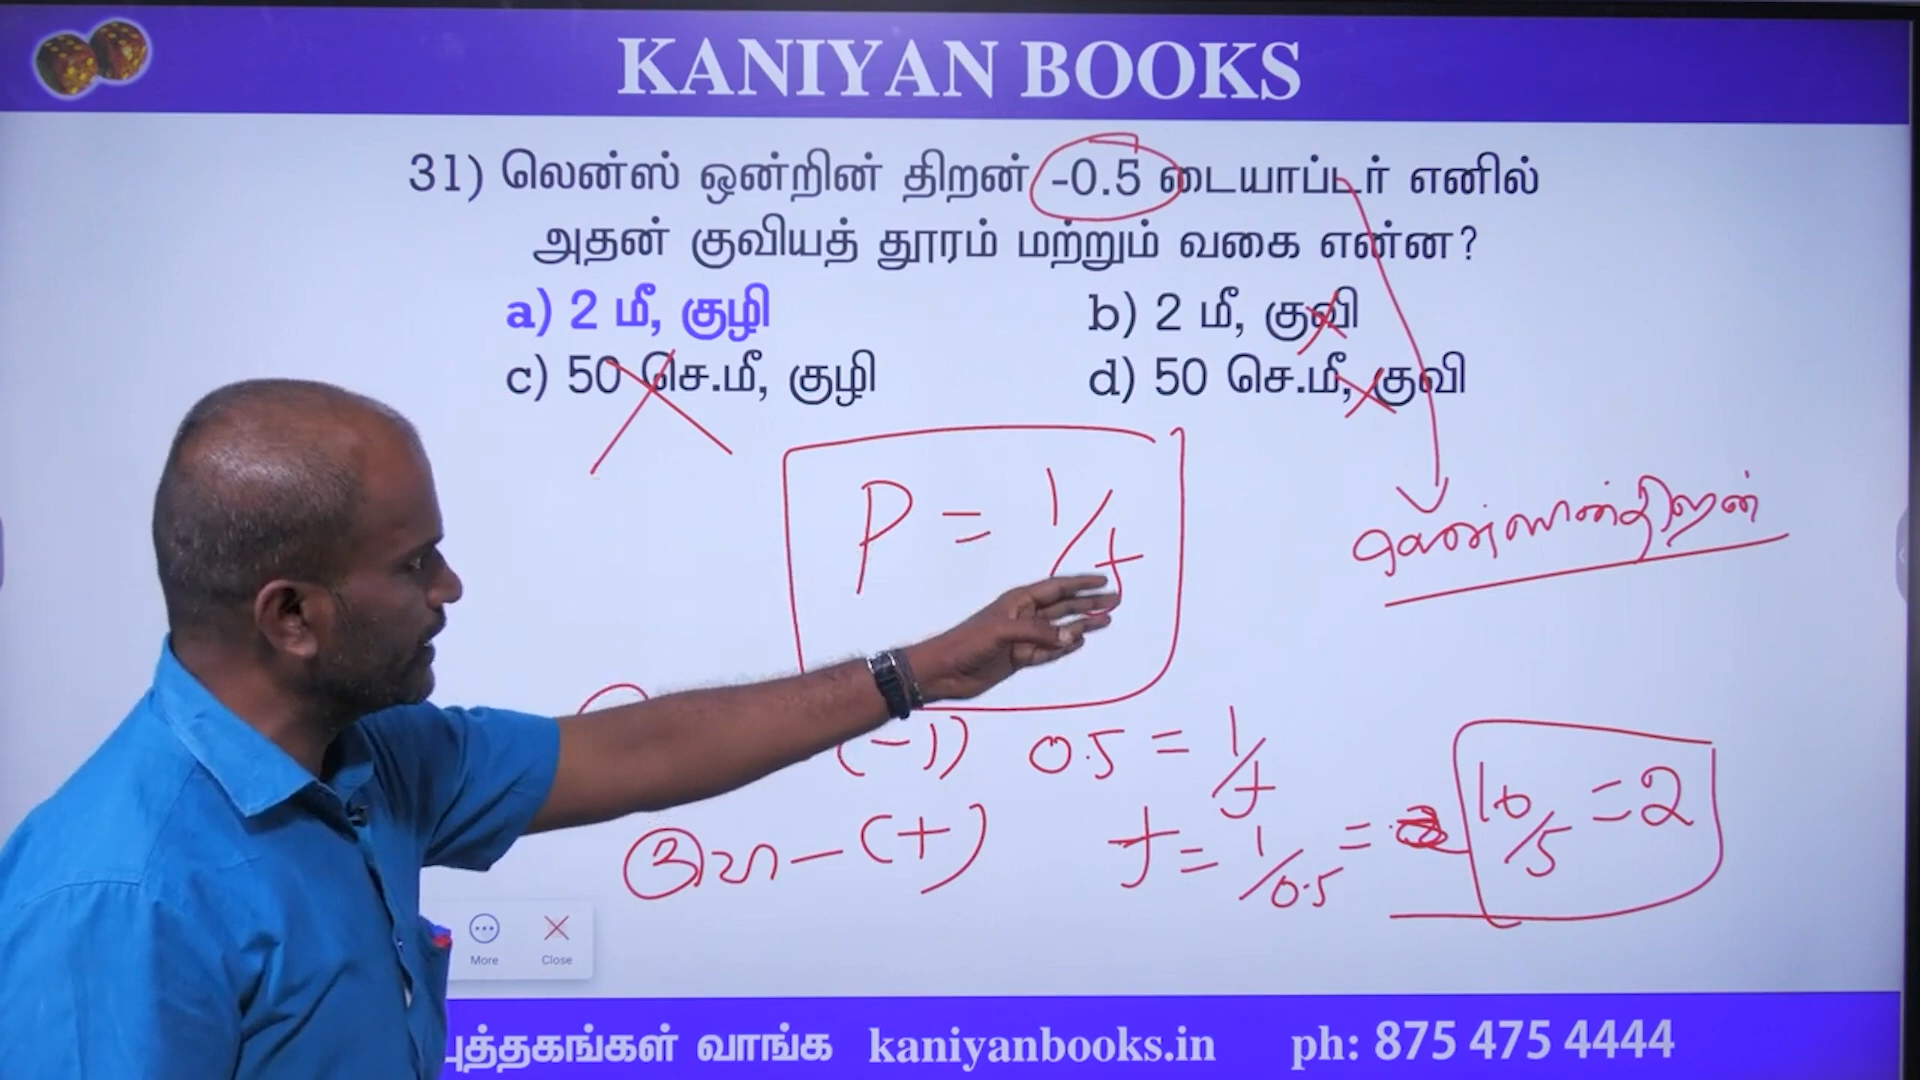 KANIYAN BOOKS
31) லென்ஸ் ஒன்றின் திறன் -0.5 டையாப்டர் எனில்
அதன் குவியத் தூரம் மற்றும் வகை என்ன?
a) 2 மீ, குழி
b) 2 மீ, குவி
c) 50 செ.மீ, குழி
d) 50 செ.மீ, குவி
P = 1/f
(-1) 0.5 = 1/f
(+) f = 1/0.5 = 10/5 = 2
More
Close
புத்தகங்கள் வாங்க kaniyanbooks.in ph: 875 475 4444